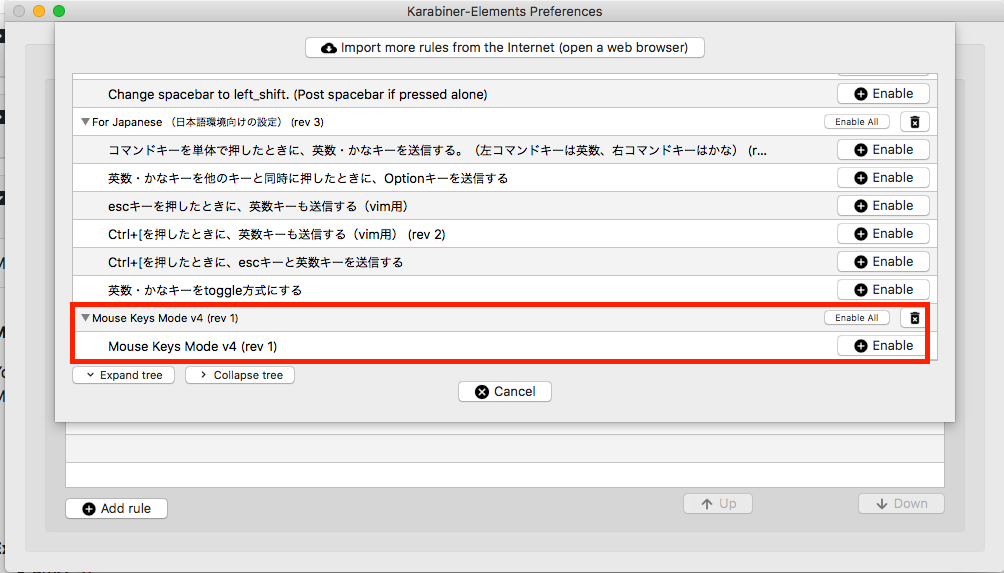 Karabiner-Elements Preferences
Import more rules from the Internet (open a web browser)
Change spacebar to left_shift. (Post spacebar if pressed alone)
Enable
For Japanese （日本語環境向けの設定） (rev 3)
Enable All
コマンドキーを単体で押したときに、英数・かなキーを送信する。（左コマンドキーは英数、右コマンドキーはかな） (r...
Enable
英数・かなキーを他のキーと同時に押したときに、Optionキーを送信する
Enable
escキーを押したときに、英数キーも送信する（vim用）
Enable
Ctrl+[を押したときに、英数キーも送信する（vim用） (rev 2)
Enable
Ctrl+[を押したときに、escキーと英数キーを送信する
Enable
英数・かなキーをtoggle方式にする
Enable
Mouse Keys Mode v4 (rev 1)
Enable All
Mouse Keys Mode v4 (rev 1)
Enable
Expand tree
Collapse tree
Cancel
Add rule
Up
Down